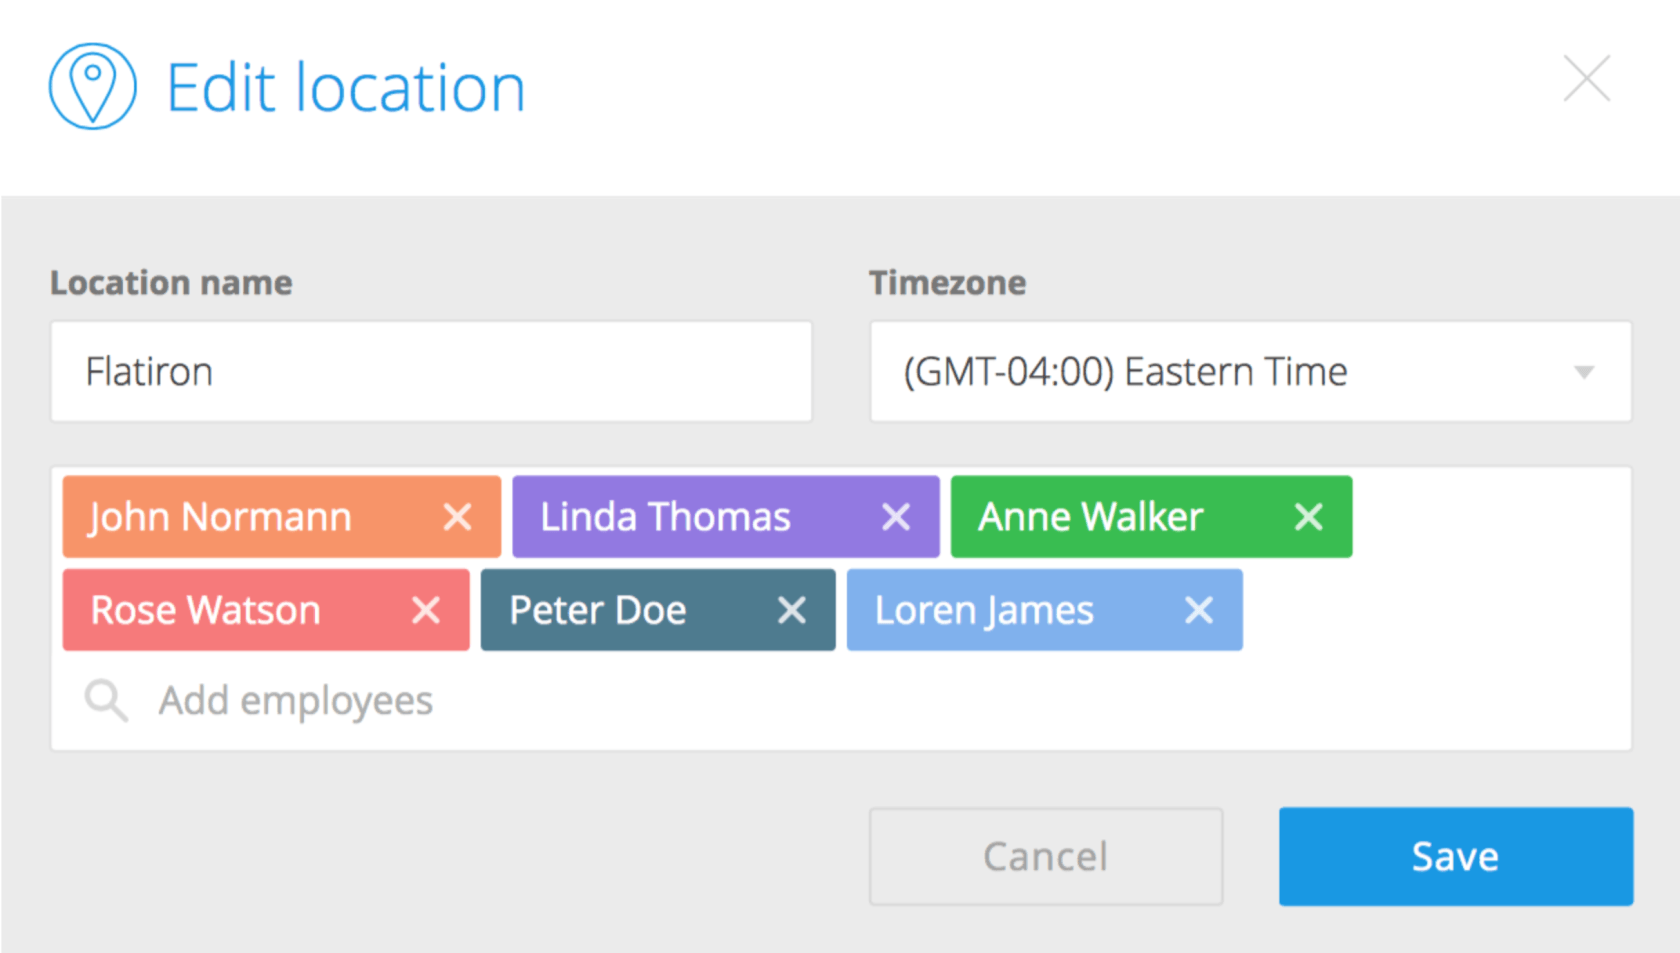 Edit location
Location name
Timezone
Flatiron
(GMT-04:00) Eastern Time
John Normann
Linda Thomas
Anne Walker
Rose Watson
Peter Doe
Loren James
Add employees
Cancel
Save